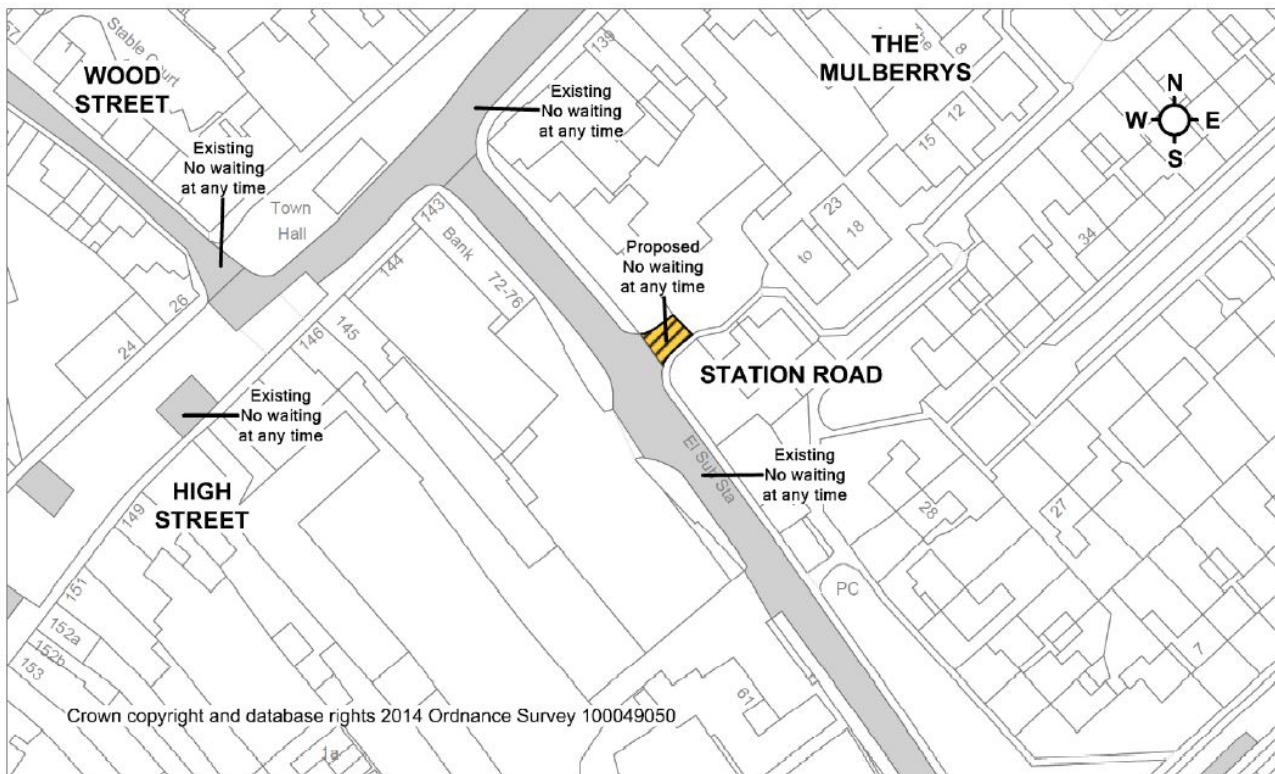 57
1
Stable Court
WOOD
STREET
139
THE
MULBERRYS
8
12
15
N
W E
S
Existing
No waiting
at any time
Existing
No waiting
at any time
Town
Hall
143
Bank
144
72-76
23
to
18
34
Proposed
No waiting
at any time
26
24
146
145
STATION ROAD
Existing
No waiting
at any time
El Sub Sta
Existing
No waiting
at any time
HIGH
STREET
149
28
27
151
152a
152b
153
PC
7
61
Crown copyright and database rights 2014 Ordnance Survey 100049050
1a